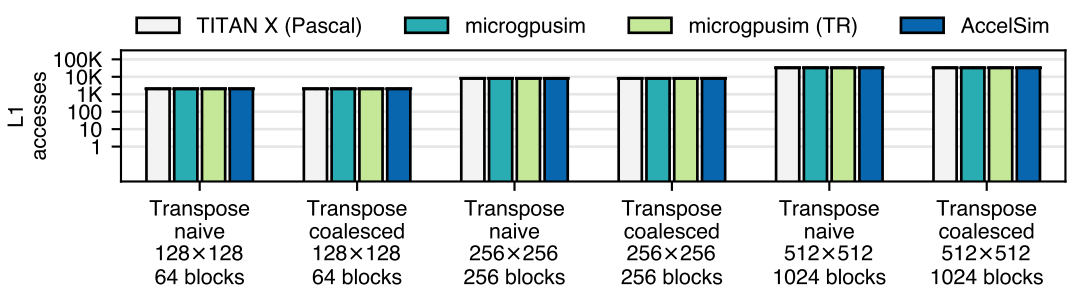 TITAN X (Pascal) microgpusim microgpusim (TR) AccelSim
L1
accesses
100K
10K
1K
100
10
1
Transpose
naive
128×128
64 blocks
Transpose
coalesced
128×128
64 blocks
Transpose
naive
256×256
256 blocks
Transpose
coalesced
256×256
256 blocks
Transpose
naive
512×512
1024 blocks
Transpose
coalesced
512×512
1024 blocks